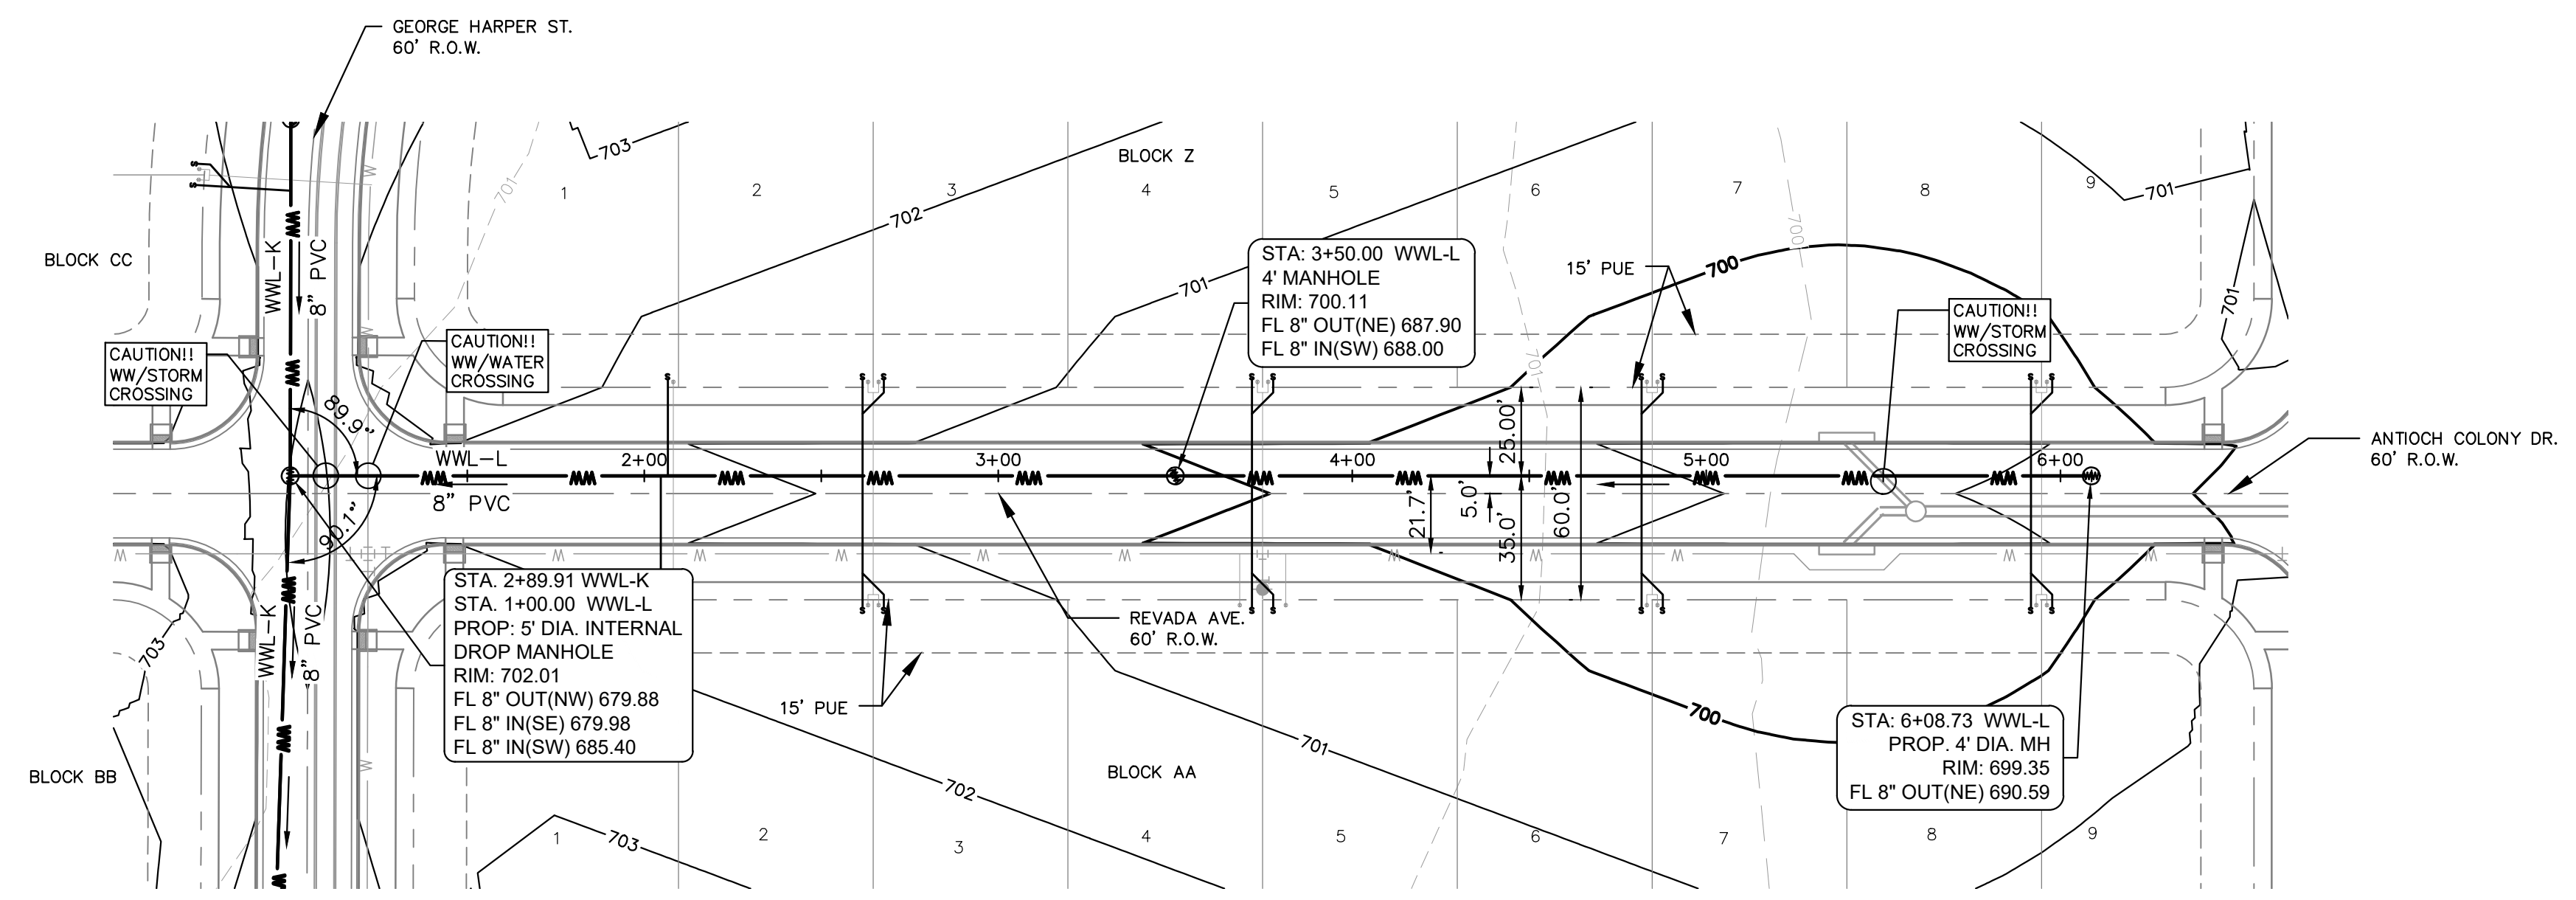 GEORGE HARPER ST.
60' R.O.W.
703
BLOCK Z
701
1
2
3
4
5
6
7
8
9
701
702
700
BLOCK CC
WWL-K
8" PVC
STA: 3+50.00 WWL-L
4' MANHOLE
RIM: 700.11
FL 8" OUT(NE) 687.90
FL 8" IN(SW) 688.00
15' PUE
700
701
701
CAUTION!!
WW/STORM
CROSSING
CAUTION!!
WW/WATER
CROSSING
CAUTION!!
WW/STORM
CROSSING
701
89.9°
25.00'
WWL-L
2+00
3+00
4+00
5+00
6+00
ANTIOCH COLONY DR.
60' R.O.W.
8" PVC
21.7'
5.0'
35.0'
60.0'
90.1°
W W W W W W W W W
STA. 2+89.91 WWL-K
STA. 1+00.00 WWL-L
PROP: 5' DIA. INTERNAL
DROP MANHOLE
RIM: 702.01
FL 8" OUT(NW) 679.88
FL 8" IN(SE) 679.98
FL 8" IN(SW) 685.40
WWL-K
8" PVC
703
REVADA AVE.
60' R.O.W.
15' PUE
700
701
STA: 6+08.73 WWL-L
PROP. 4' DIA. MH
RIM: 699.35
FL 8" OUT(NE) 690.59
BLOCK BB
BLOCK AA
702
703
1
2
3
4
5
6
7
8
9